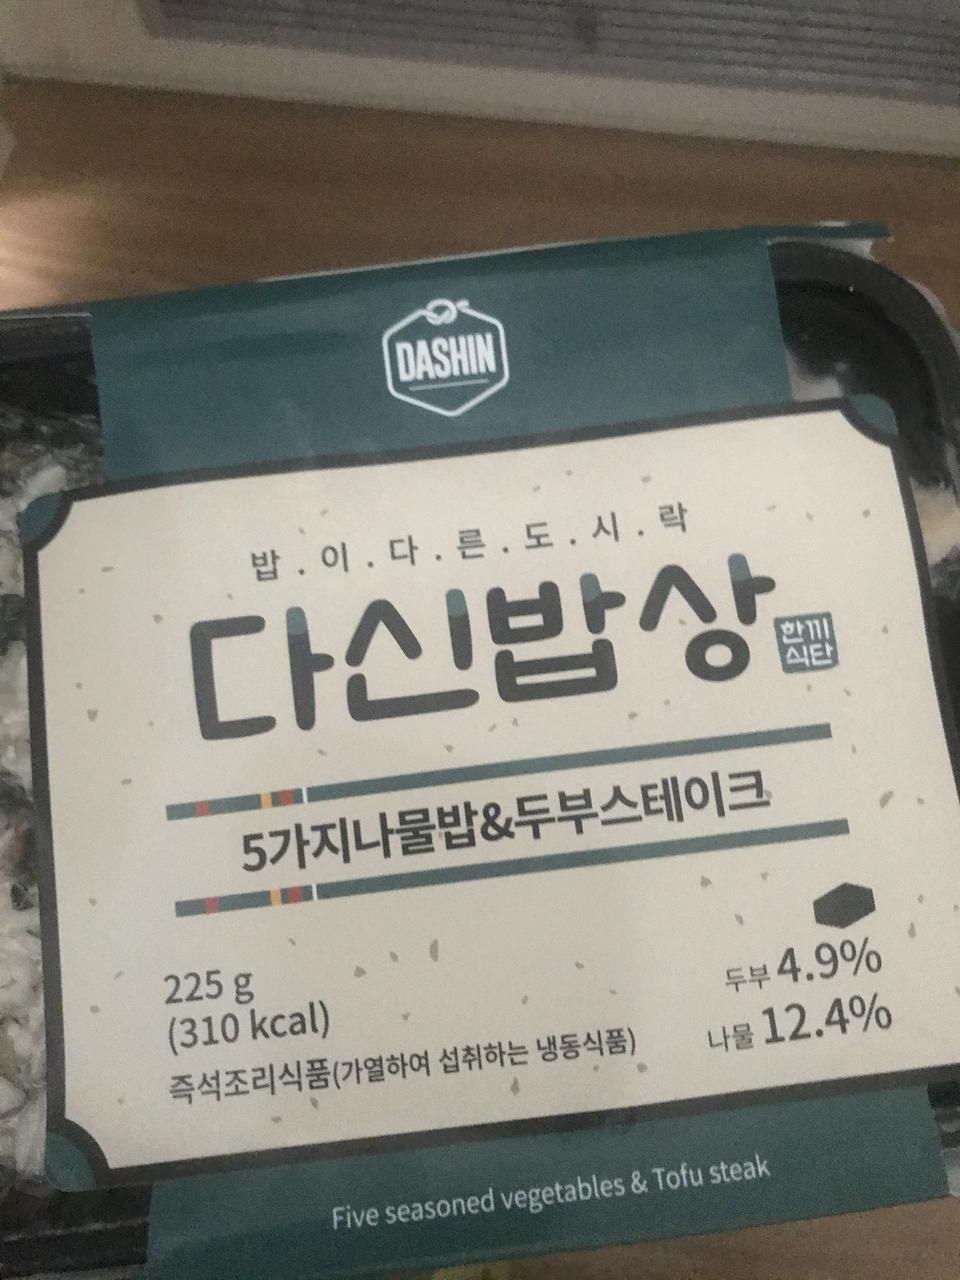 DASHIN
밥.이.다.른.도.시.락
다신밥상
한끼
식단
5가지나물밥&두부스테이크
225 g
(310 kcal)
즉석조리식품(가열하여 섭취하는 냉동식품)
두부 4.9%
나물 12.4%
Five seasoned vegetables & Tofu steak